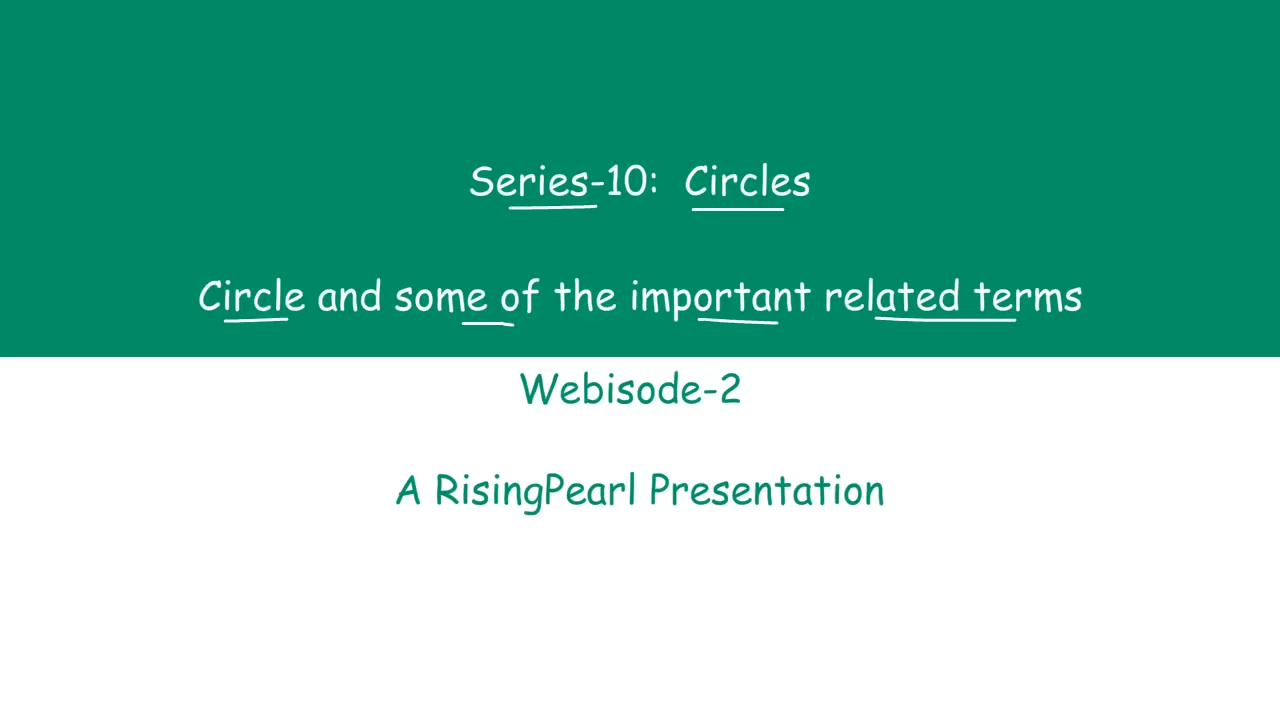 Series-10: Circles
Circle and some of the important related terms
Webisode-2
A RisingPearl Presentation